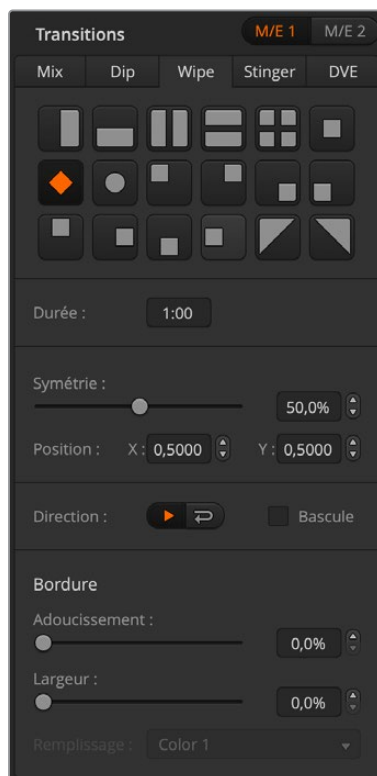 Transitions M/E 1 M/E 2
Mix Dip Wipe Stinger DVE
Durée : 1:00
Symétrie :
50,0%
Position : X : 0,5000 Y : 0,5000
Direction : Bascule
Bordure
Adoucissement :
0,0%
Largeur :
0,0%
Remplissage : Color 1